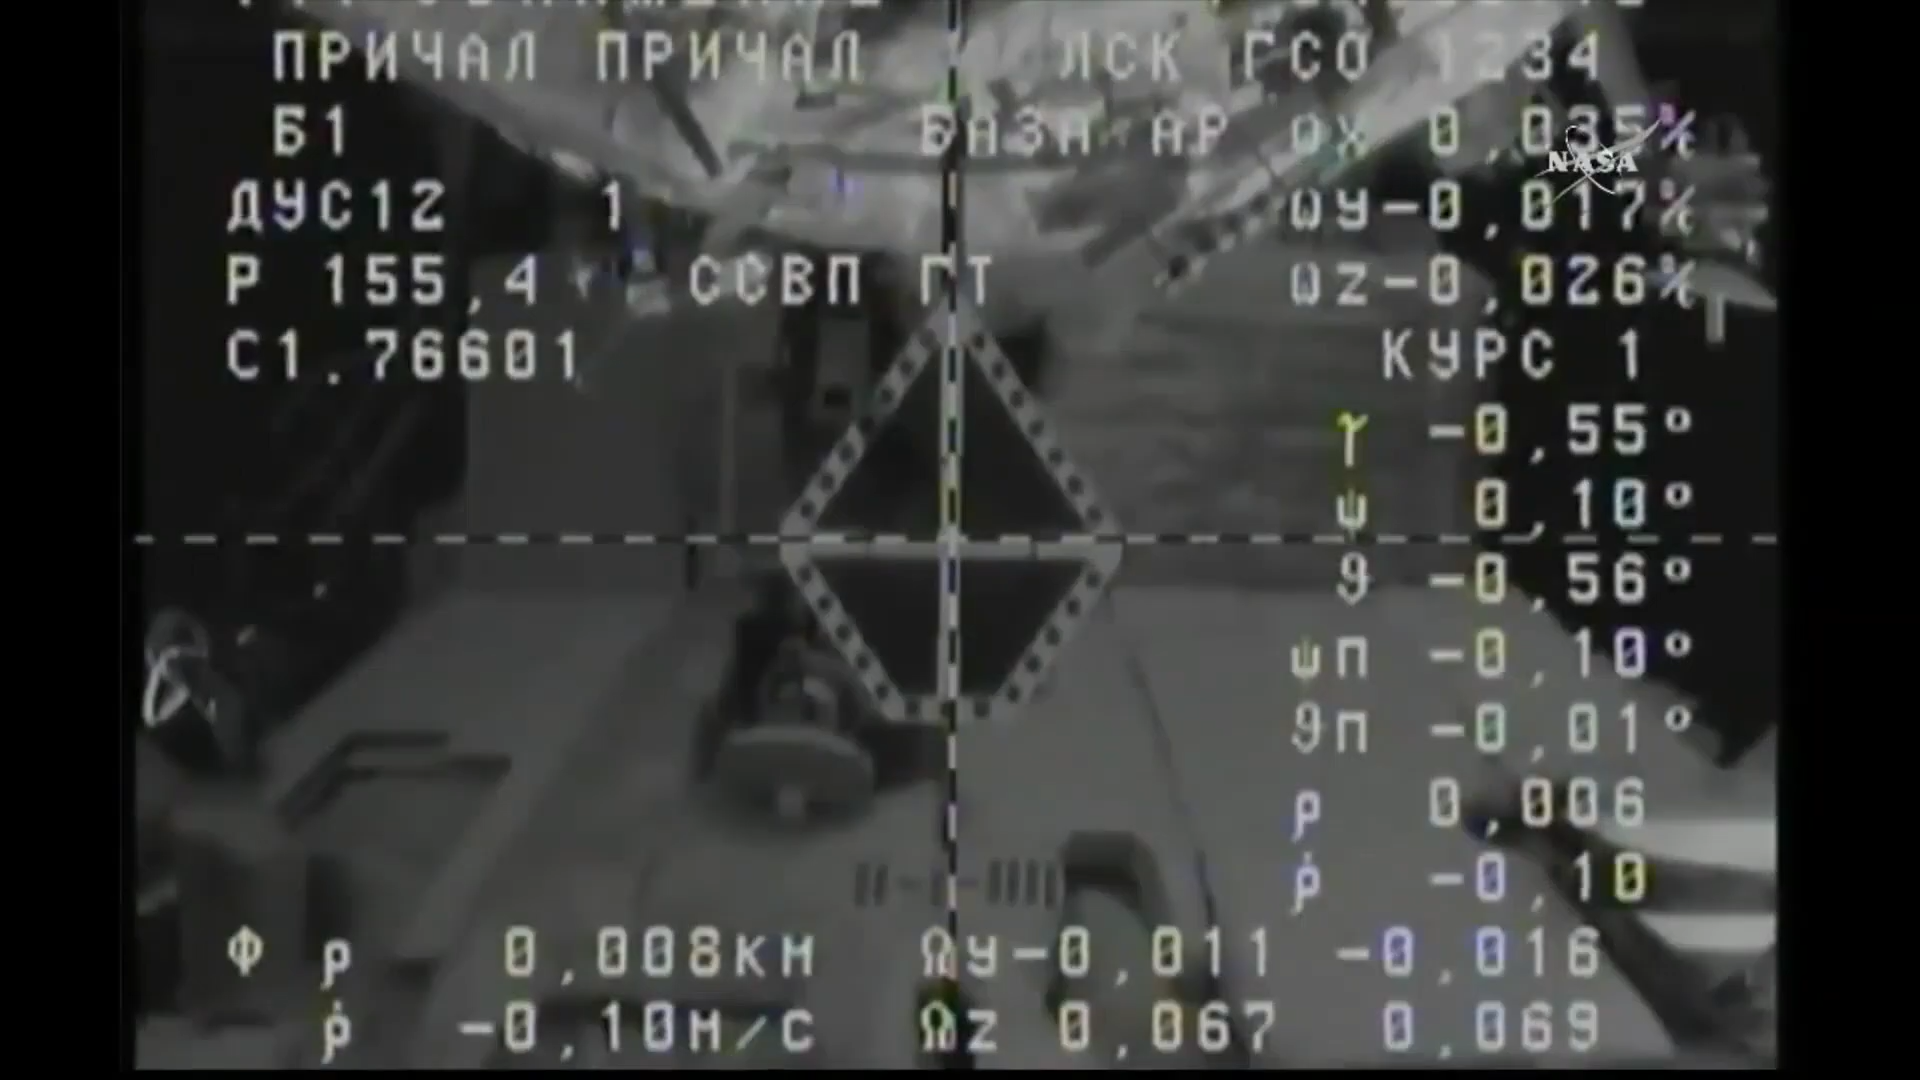 ПРИЧАЛ ПРИЧАЛ ЛСК ГСО 1234
Б1 БАЗА АР ωX 0,035%
NASA
ДУС12 1 ωУ-0,017%
Р 155,4 ССВП ГТ ωZ-0,026%
С1.76601 КУРС 1
γ -0,55°
ψ 0,10°
ϑ -0,56°
ψП -0,10°
ϑП -0,01°
ρ 0,006
ρ̇ -0,10
Ф ρ 0,008КМ ΩУ-0,011 -0,016
ρ̇ -0,10М/С ΩZ 0,067 0,069